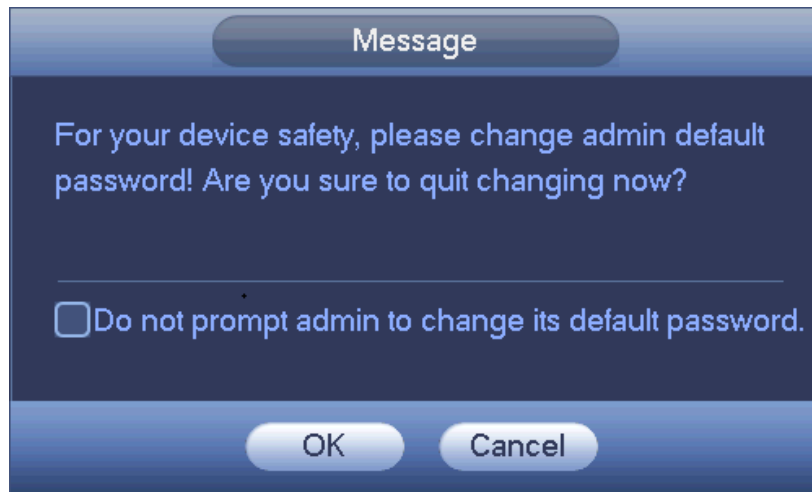 Message
For your device safety, please change admin default
password! Are you sure to quit changing now?
Do not prompt admin to change its default password.
OK
Cancel